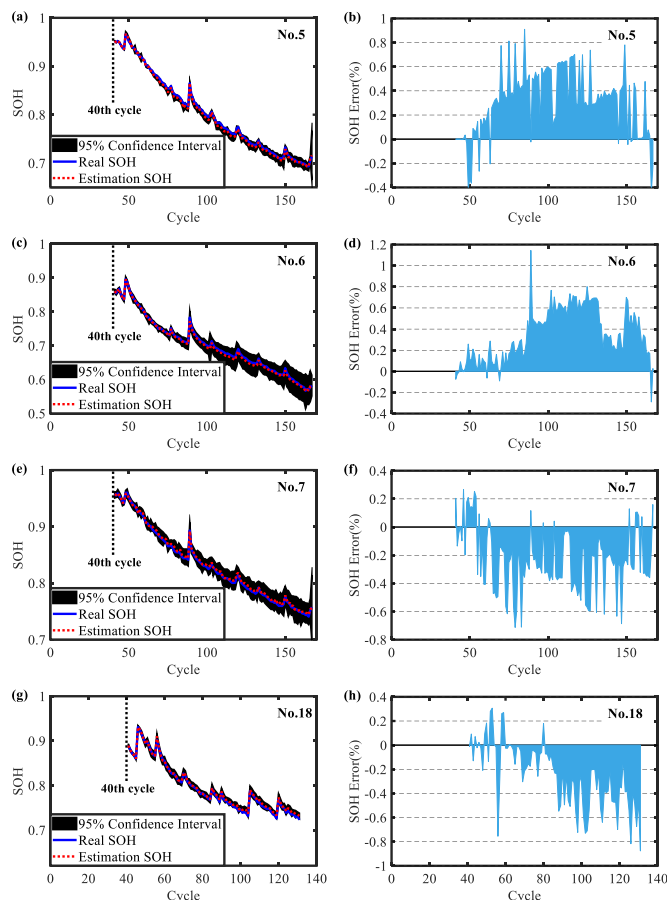 (a)
No.5
1
0.9
0.8
0.7
SOH
40th cycle
95% Confidence Interval
Real SOH
Estimation SOH
0
50
100
150
Cycle
(b)
No.5
1
0.8
0.6
0.4
0.2
0
-0.2
-0.4
SOH Error(%)
0
50
100
150
Cycle
(c)
No.6
1
0.9
0.8
0.7
0.6
0.5
SOH
40th cycle
95% Confidence Interval
Real SOH
Estimation SOH
0
50
100
150
Cycle
(d)
No.6
1.2
1
0.8
0.6
0.4
0.2
0
-0.2
-0.4
SOH Error(%)
0
50
100
150
Cycle
(e)
No.7
1
0.9
0.8
0.7
SOH
40th cycle
95% Confidence Interval
Real SOH
Estimation SOH
0
50
100
150
Cycle
(f)
No.7
0.4
0.2
0
-0.2
-0.4
-0.6
-0.8
SOH Error(%)
0
50
100
150
Cycle
(g)
No.18
1
0.9
0.8
0.7
SOH
40th cycle
95% Confidence Interval
Real SOH
Estimation SOH
0
20
40
60
80
100
120
140
Cycle
(h)
No.18
0.4
0.2
0
-0.2
-0.4
-0.6
-0.8
-1
SOH Error(%)
0
20
40
60
80
100
120
140
Cycle